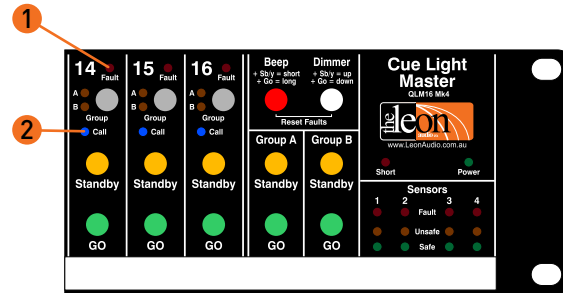 1
2
14
Fault
A
B
Group
Call
Standby
GO
15
Fault
A
B
Group
Call
Standby
GO
16
Fault
A
B
Group
Call
Standby
GO
Beep
+ Sb/y = short
+ Go = long
Dimmer
+ Sb/y = up
+ Go = down
Reset Faults
Group A
Standby
GO
Group B
Standby
GO
Cue Light
Master
QLM16 Mk4
the leon
audio
www.LeonAudio.com.au
Short
Power
Sensors
1 2 3 4
Fault
Unsafe
Safe